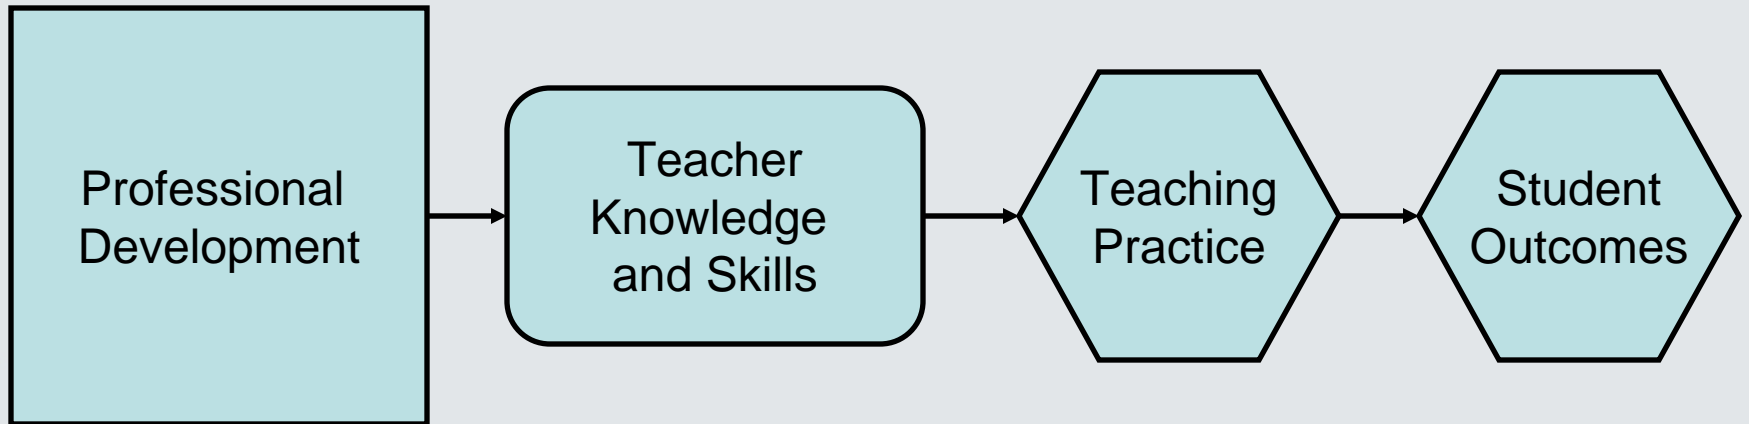 Professional
Development
Teacher
Knowledge
and Skills
Teaching
Practice
Student
Outcomes